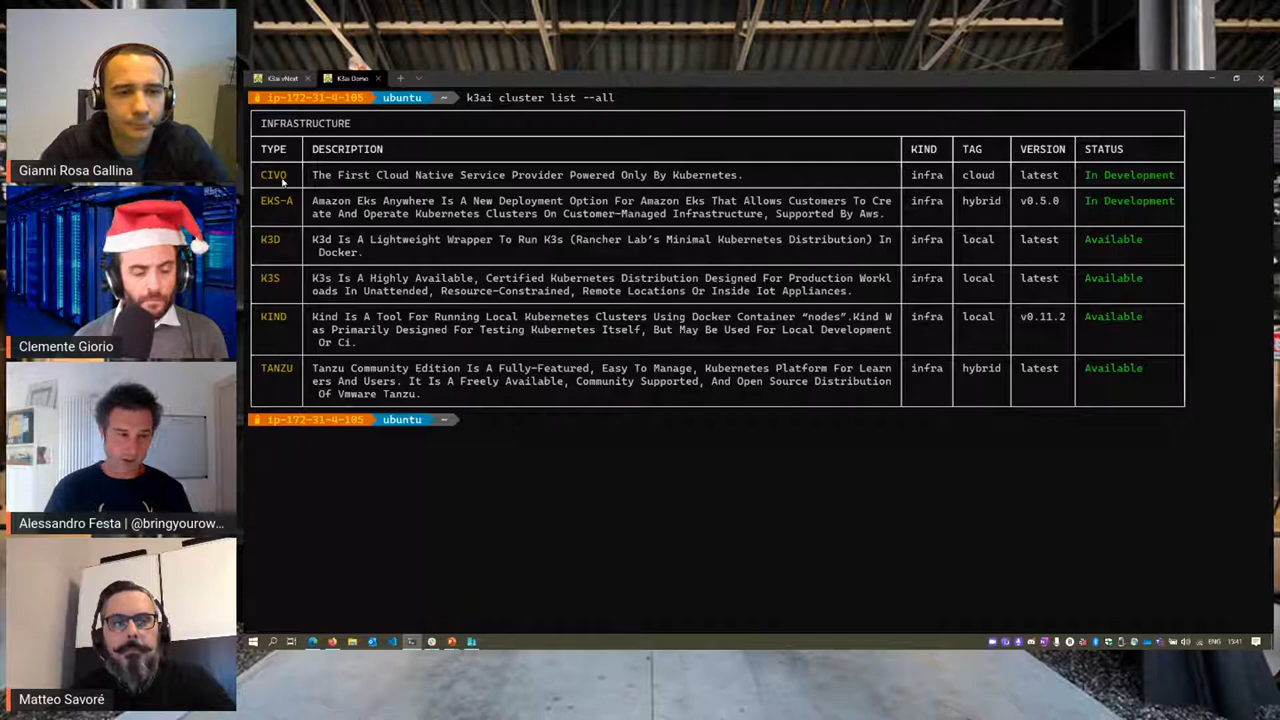 Gianni Rosa Gallina
Clemente Giorio
Alessandro Festa | @bringyourow...
Matteo Savoré
K3ai vNext
K3ai Demo
ip-172-31-4-105 ubuntu ~ k3ai cluster list --all
INFRASTRUCTURE
TYPE DESCRIPTION KIND TAG VERSION STATUS
CIVO The First Cloud Native Service Provider Powered Only By Kubernetes. infra cloud latest In Development
EKS-A Amazon Eks Anywhere Is A New Deployment Option For Amazon Eks That Allows Customers To Cre infra hybrid v0.5.0 In Development
ate And Operate Kubernetes Clusters On Customer-Managed Infrastructure, Supported By Aws.
K3D K3d Is A Lightweight Wrapper To Run K3s (Rancher Lab's Minimal Kubernetes Distribution) In infra local latest Available
Docker.
K3S K3s Is A Highly Available, Certified Kubernetes Distribution Designed For Production Workl infra local latest Available
oads In Unattended, Resource-Constrained, Remote Locations Or Inside Iot Appliances.
KIND Kind Is A Tool For Running Local Kubernetes Clusters Using Docker Container “nodes”.Kind W infra local v0.11.2 Available
as Primarily Designed For Testing Kubernetes Itself, But May Be Used For Local Development
Or Ci.
TANZU Tanzu Community Edition Is A Fully-Featured, Easy To Manage, Kubernetes Platform For Learn infra hybrid latest Available
ers And Users. It Is A Freely Available, Community Supported, And Open Source Distribution
Of Vmware Tanzu.
ip-172-31-4-105 ubuntu ~
ENG 15:41